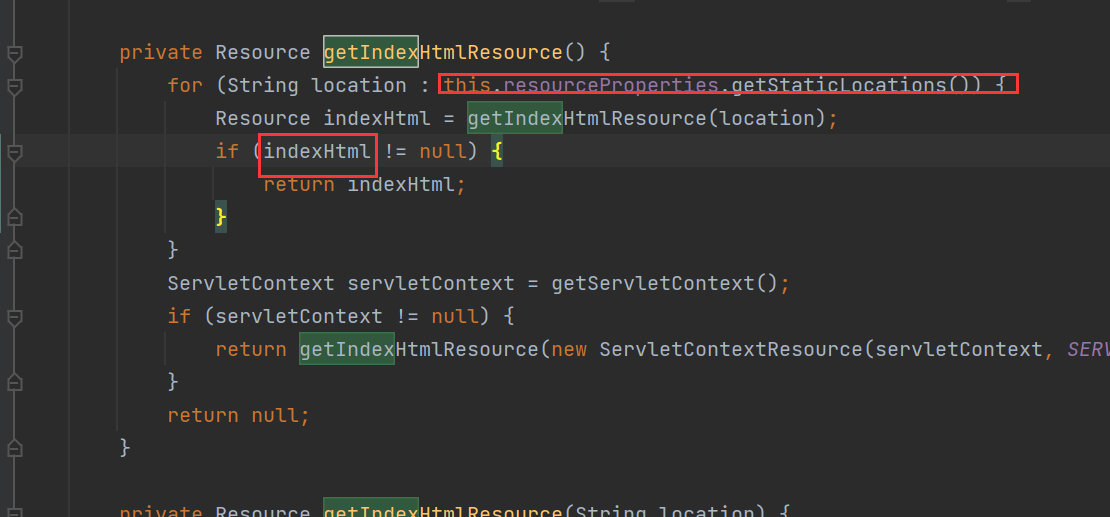 private Resource getIndexHtmlResource() {
for (String location : this.resourceProperties.getStaticLocations()) {
Resource indexHtml = getIndexHtmlResource(location);
if (indexHtml != null) {
return indexHtml;
}
}
ServletContext servletContext = getServletContext();
if (servletContext != null) {
return getIndexHtmlResource(new ServletContextResource(servletContext, SERV
}
return null;
}
private Resource getIndexHtmlResource(String location) {